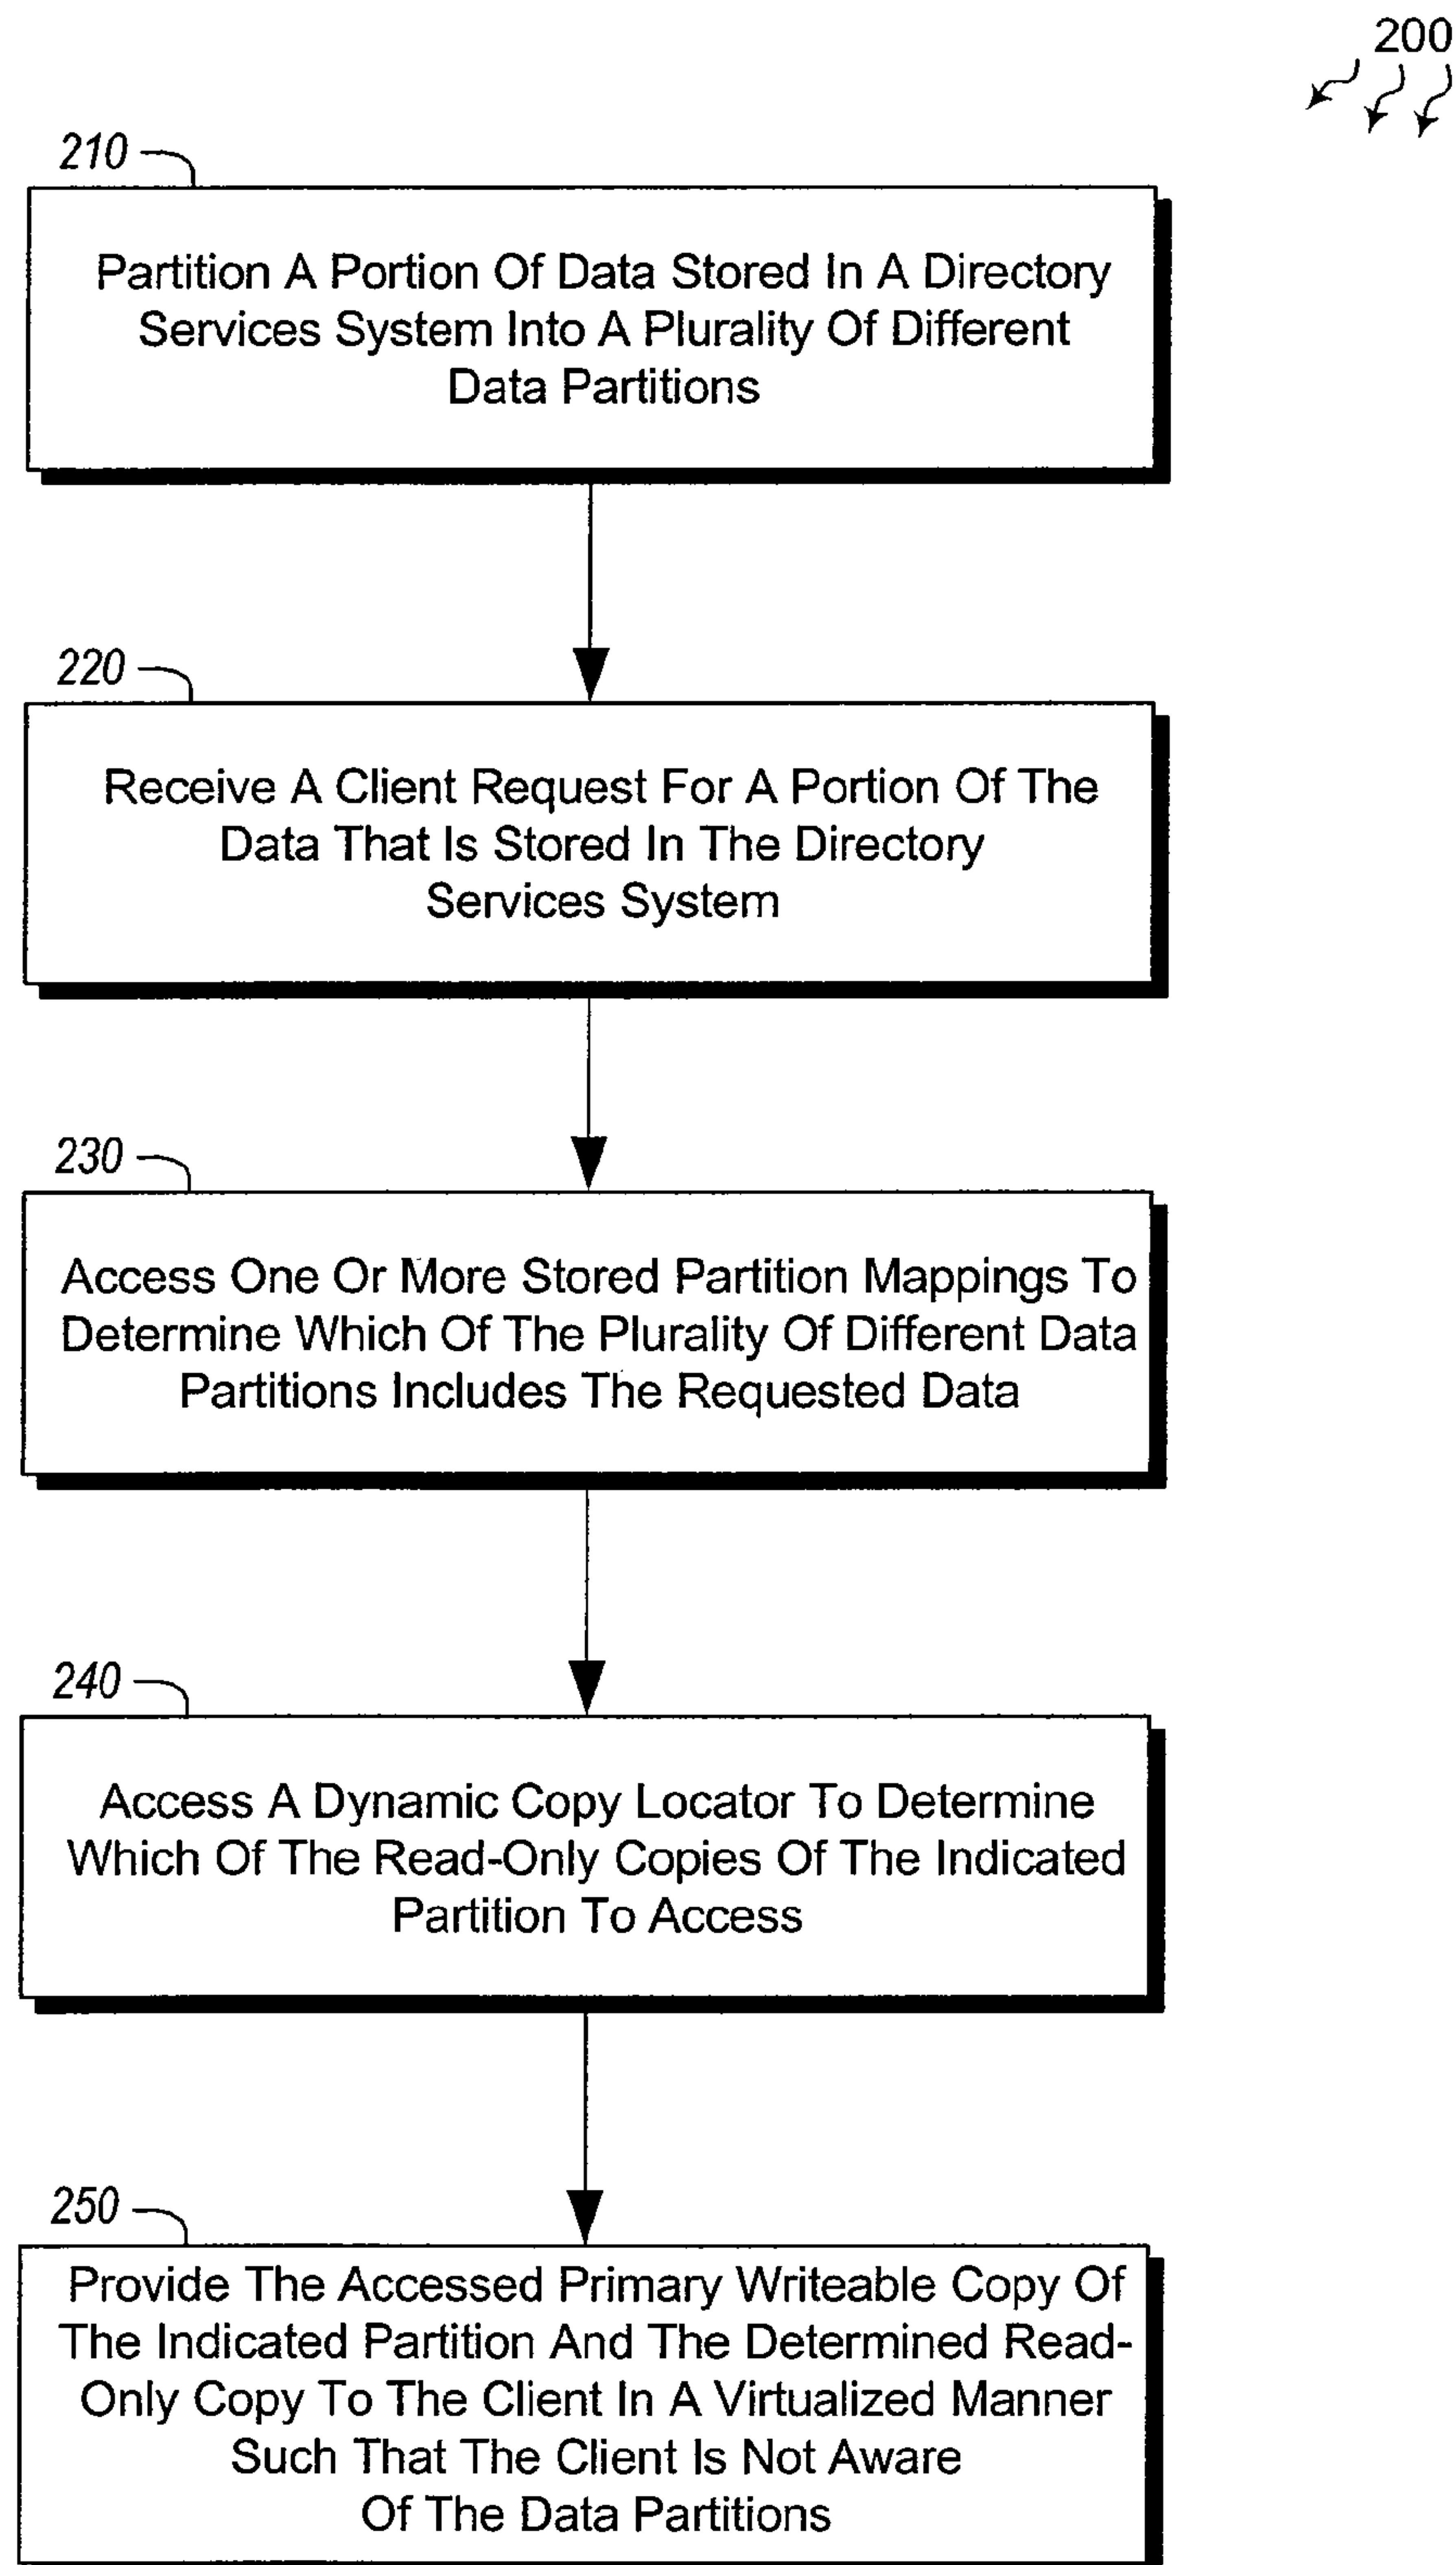 200
210
Partition A Portion Of Data Stored In A Directory
Services System Into A Plurality Of Different
Data Partitions
220
Receive A Client Request For A Portion Of The
Data That Is Stored In The Directory
Services System
230
Access One Or More Stored Partition Mappings To
Determine Which Of The Plurality Of Different Data
Partitions Includes The Requested Data
240
Access A Dynamic Copy Locator To Determine
Which Of The Read-Only Copies Of The Indicated
Partition To Access
250
Provide The Accessed Primary Writeable Copy Of
The Indicated Partition And The Determined Read-
Only Copy To The Client In A Virtualized Manner
Such That The Client Is Not Aware
Of The Data Partitions